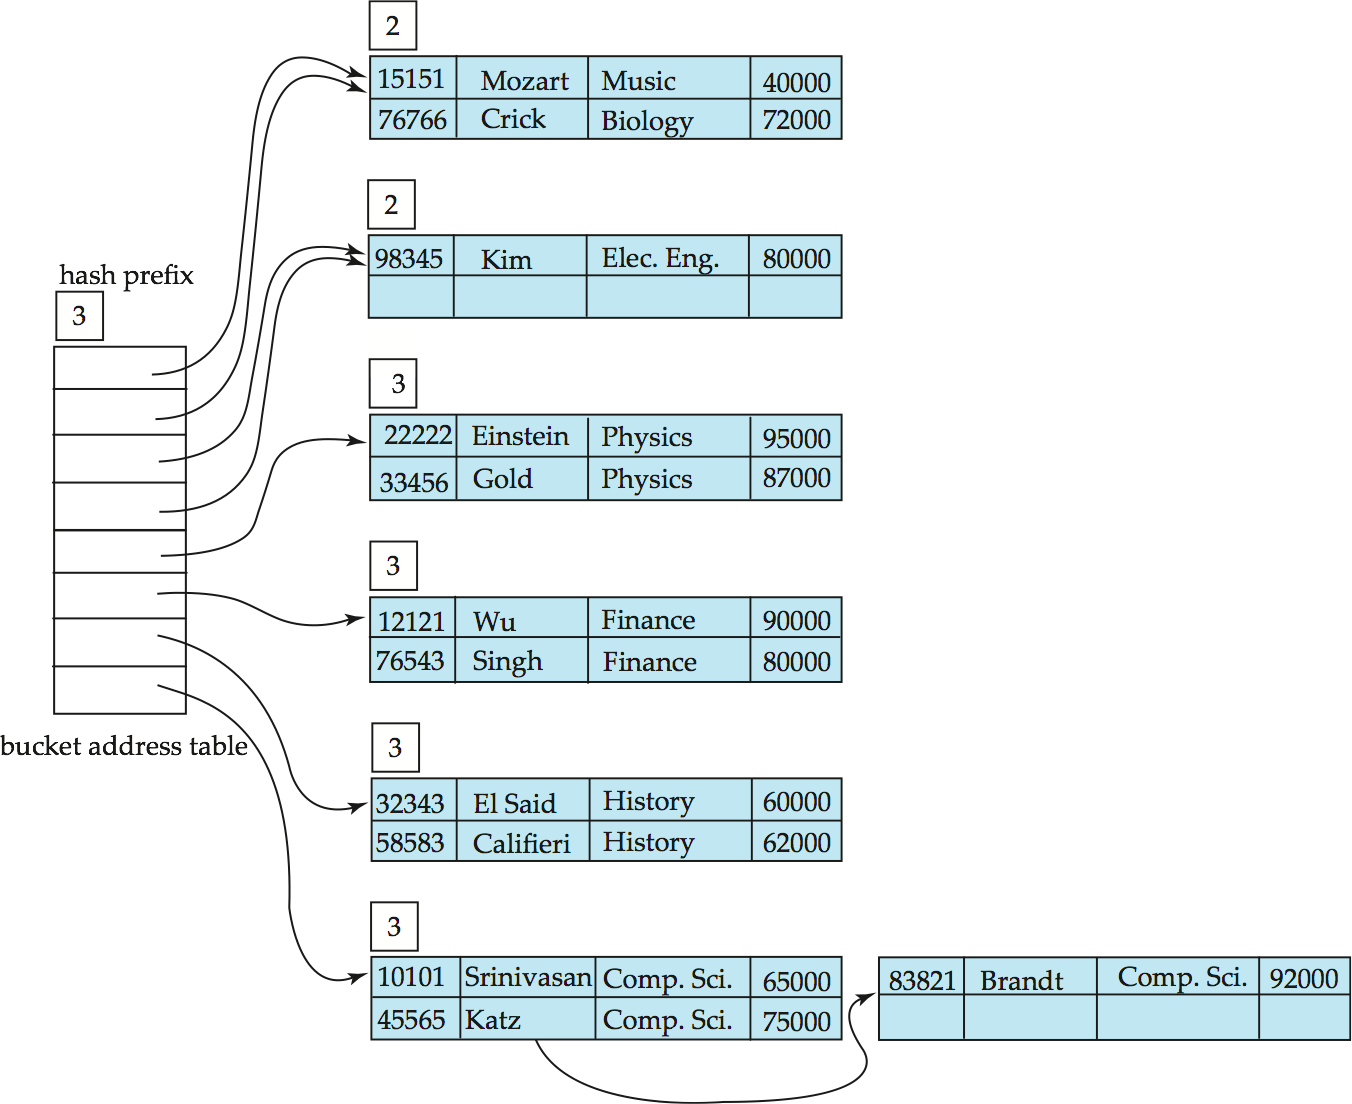 2
15151 Mozart Music 40000
76766 Crick Biology 72000
2
98345 Kim Elec. Eng. 80000
hash prefix
3
3
22222 Einstein Physics 95000
33456 Gold Physics 87000
3
12121 Wu Finance 90000
76543 Singh Finance 80000
bucket address table
3
32343 El Said History 60000
58583 Califieri History 62000
3
10101 Srinivasan Comp. Sci. 65000
45565 Katz Comp. Sci. 75000
83821 Brandt Comp. Sci. 92000